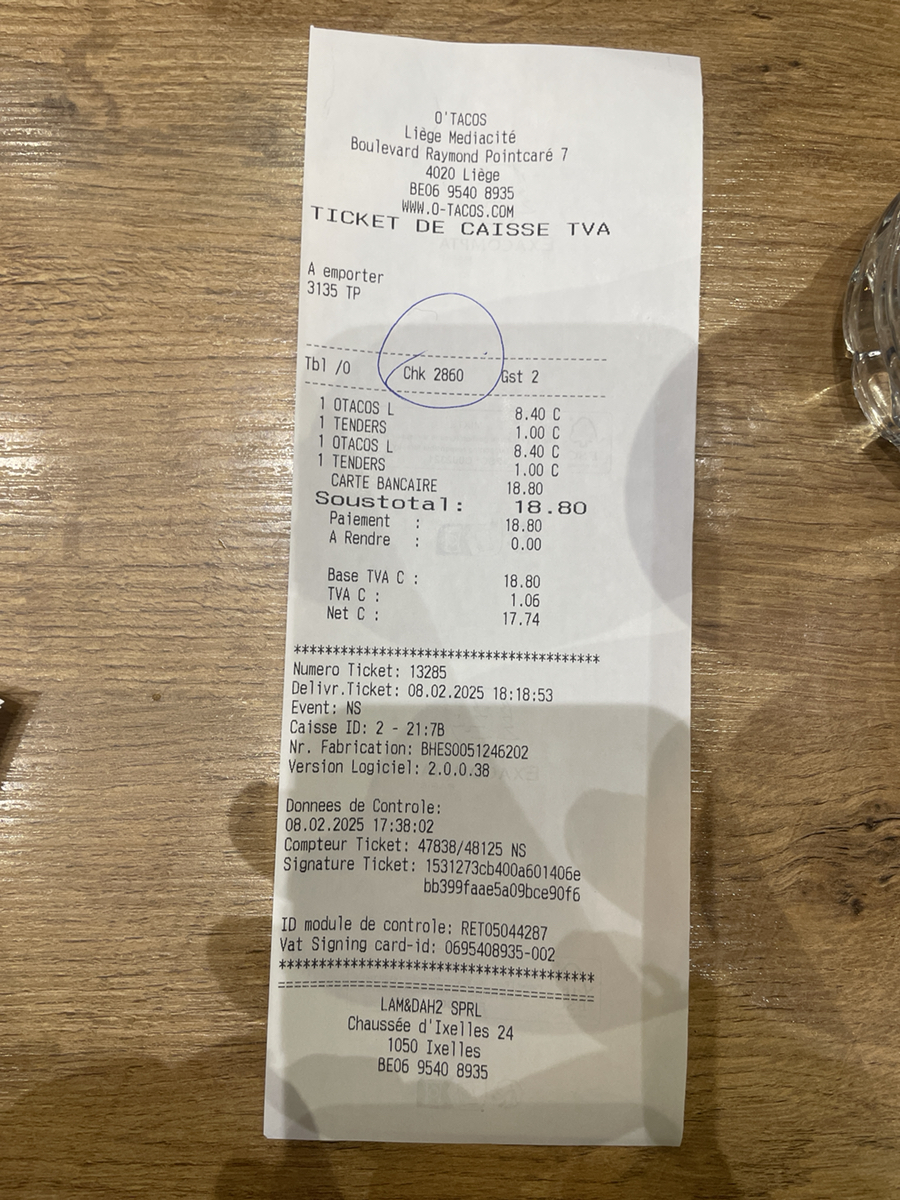 O'TACOS
Liège Mediacité
Boulevard Raymond Pointcaré 7
4020 Liège
BE06 9540 8935
WWW.O-TACOS.COM
TICKET DE CAISSE TVA
A emporter
3135 TP
Tbl /0 Chk 2860 Gst 2
1 OTACOS L 8.40 C
1 TENDERS 1.00 C
1 OTACOS L 8.40 C
1 TENDERS 1.00 C
CARTE BANCAIRE 18.80
Soustotal: 18.80
Paiement : 18.80
A Rendre : 0.00
Base TVA C : 18.80
TVA C : 1.06
Net C : 17.74
****************************************
Numero Ticket: 13285
Delivr.Ticket: 08.02.2025 18:18:53
Event: NS
Caisse ID: 2 - 21:7B
Nr. Fabrication: BHES0051246202
Version Logiciel: 2.0.0.38
Donnees de Controle:
08.02.2025 17:38:02
Compteur Ticket: 47838/48125 NS
Signature Ticket: 1531273cb400a601406e
bb399faae5a09bce90f6
ID module de controle: RET05044287
Vat Signing card-id: 0695408935-002
****************************************
========================================
LAM&DAH2 SPRL
Chaussée d'Ixelles 24
1050 Ixelles
BE06 9540 8935